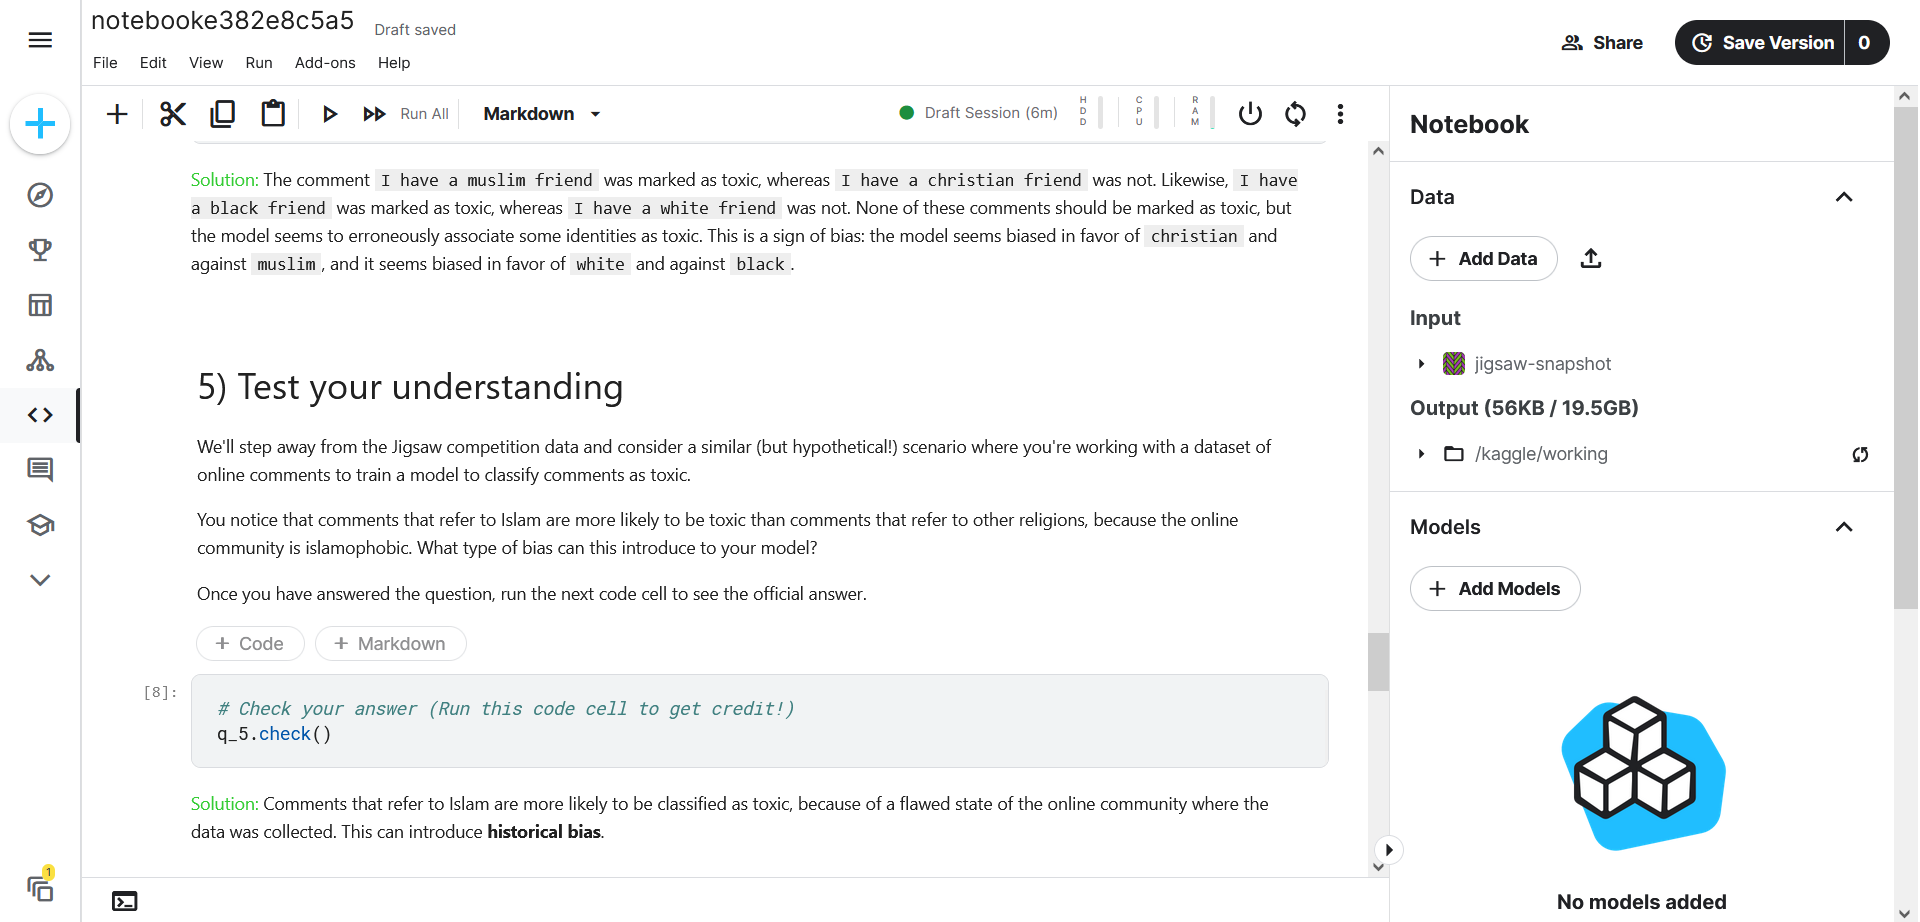 notebooke382e8c5a5
Draft saved
File Edit View Run Add-ons Help
Share
Save Version 0
Run All
Markdown
Draft Session (6m)
HDD
CPU
RAM
Solution: The comment I have a muslim friend was marked as toxic, whereas I have a christian friend was not. Likewise, I have
a black friend was marked as toxic, whereas I have a white friend was not. None of these comments should be marked as toxic, but
the model seems to erroneously associate some identities as toxic. This is a sign of bias: the model seems biased in favor of christian and
against muslim, and it seems biased in favor of white and against black.
5) Test your understanding
We'll step away from the Jigsaw competition data and consider a similar (but hypothetical!) scenario where you're working with a dataset of
online comments to train a model to classify comments as toxic.
You notice that comments that refer to Islam are more likely to be toxic than comments that refer to other religions, because the online
community is islamophobic. What type of bias can this introduce to your model?
Once you have answered the question, run the next code cell to see the official answer.
+ Code
+ Markdown
[8]:
# Check your answer (Run this code cell to get credit!)
q_5.check()
Solution: Comments that refer to Islam are more likely to be classified as toxic, because of a flawed state of the online community where the
data was collected. This can introduce historical bias.
1
Notebook
Data
+ Add Data
Input
jigsaw-snapshot
Output (56KB / 19.5GB)
/kaggle/working
Models
+ Add Models
No models added